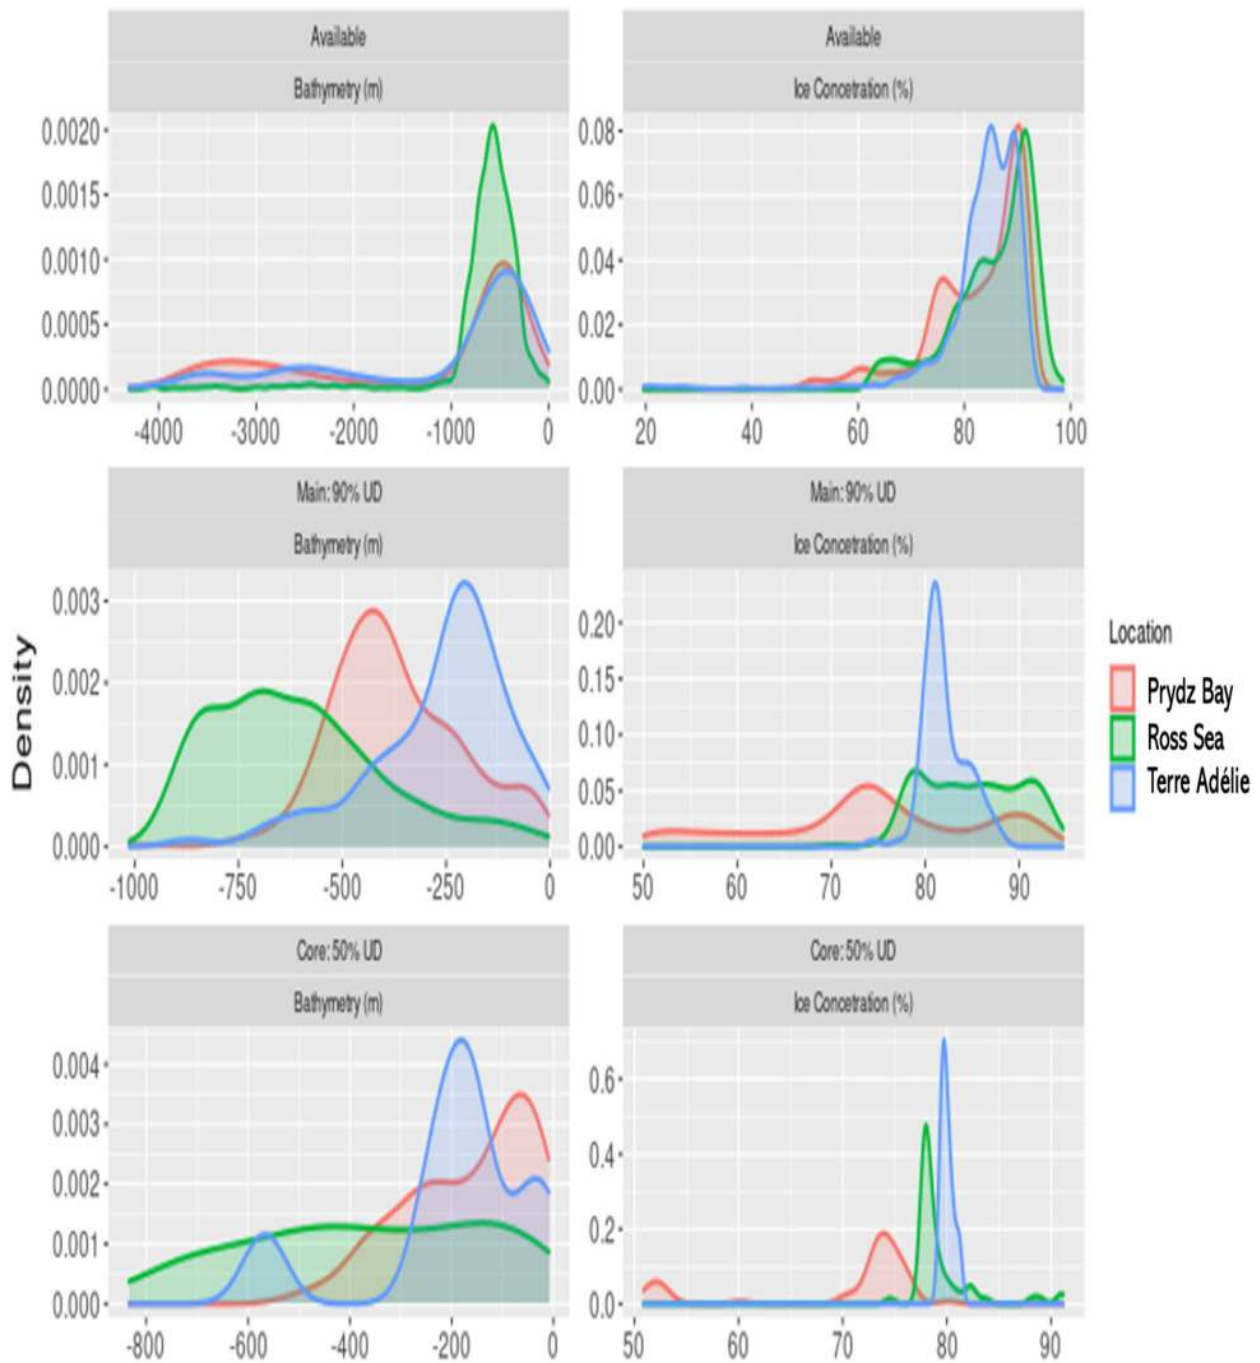 Available
Available
Bathymetry (m)
Ice Concetration (%)
0.0020
0.0015
0.0010
0.0005
0.0000
-4000 -3000 -2000 -1000 0
0.08
0.06
0.04
0.02
0.00
20 40 60 80 100
Main: 90% UD
Main: 90% UD
Bathymetry (m)
Ice Concetration (%)
0.003
0.002
0.001
0.000
-1000 -750 -500 -250 0
0.20
0.15
0.10
0.05
0.00
50 60 70 80 90
Core: 50% UD
Core: 50% UD
Bathymetry (m)
Ice Concetration (%)
0.004
0.003
0.002
0.001
0.000
-800 -600 -400 -200 0
0.6
0.4
0.2
0.0
50 60 70 80 90
Density
Location
Prydz Bay
Ross Sea
Terre Adélie